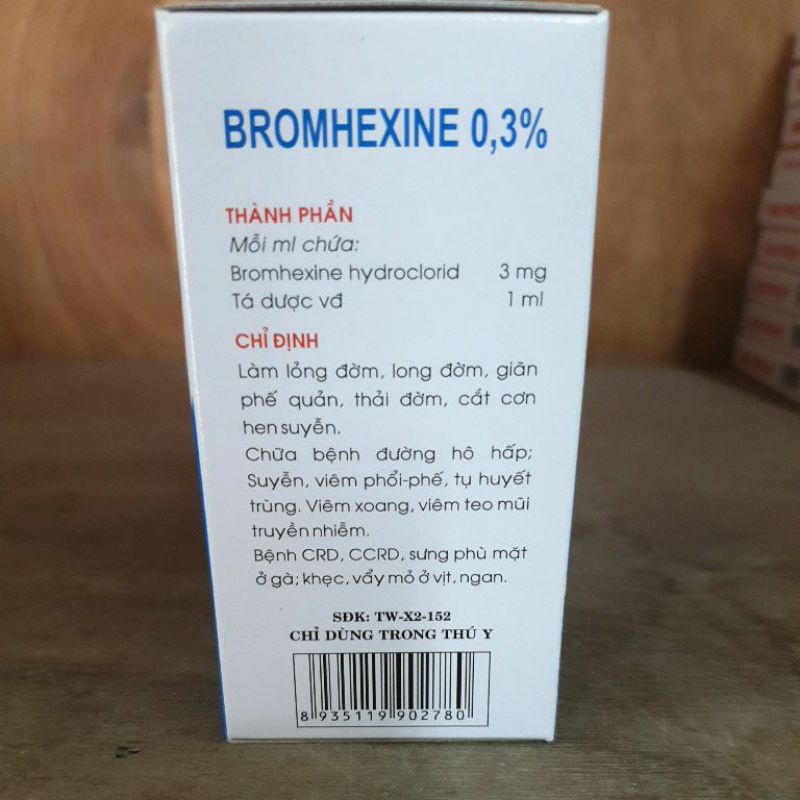 BROMHEXINE 0,3%
THÀNH PHẦN
Mỗi ml chứa:
Bromhexine hydroclorid 3 mg
Tá dược vđ 1 ml
CHỈ ĐỊNH
Làm lỏng đờm, long đờm, giãn
phế quản, thải đờm, cắt cơn
hen suyễn.
Chữa bệnh đường hô hấp;
Suyễn, viêm phổi-phế, tụ huyết
trùng. Viêm xoang, viêm teo mũi
truyền nhiễm.
Bệnh CRD, CCRD, sưng phù mặt
ở gà; khẹc, vẩy mỏ ở vịt, ngan.
SĐK: TW-X2-152
CHỈ DÙNG TRONG THÚ Y
8 935119 902780